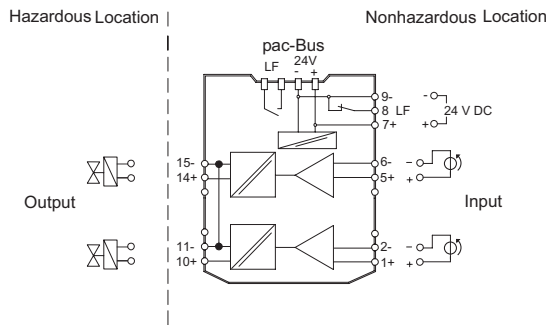 Hazardous Location
Nonhazardous Location
pac-Bus
LF 24V
- +
9-
8 LF
7+
-
+
24 V DC
15-
14+
6-
5+
-
+
Output
Input
11-
10+
2-
1+
-
+